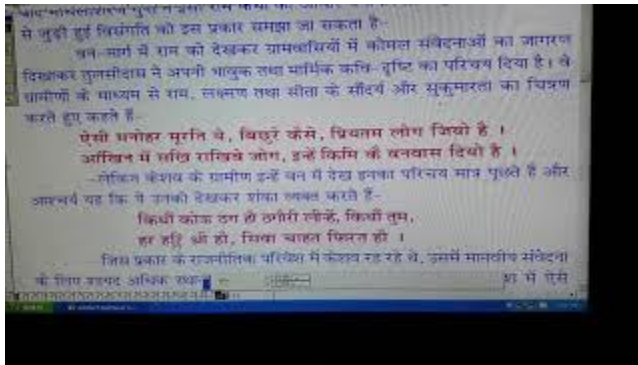 से जुड़ी हुई विसंगति को इस प्रकार समझा जा सकता है-
वन-मार्ग में राम को देखकर ग्रामवासियों में कोमल संवेदनाओं का जागरण
दिखाकर तुलसीदास ने अपनी भावुक तथा मार्मिक कवि-दृष्टि का परिचय दिया है। वे
ग्रामीणों के माध्यम से राम, लक्ष्मण तथा सीता के सौंदर्य और सुकुमारता का चित्रण
करते हुए कहते हैं-
ऐसी मनोहर मूरति ये, बिछुरें कैसे, प्रियतम लोग जियो है ।
आँखिन में सखि राखिबे जोग, इन्हें किमि कै वनवास दियो है ।
-लेकिन केशव के ग्रामीण इन्हें वन में देख इनका परिचय मात्र पूछते हैं और
आश्चर्य यह कि वे उनको देखकर शंका व्यक्त करते हैं-
किधौं कोऊ ठग हौ ठगौरी लीन्हें, किधौं तुम,
हर हरि श्री हौ, सिवा चाहत फिरत हौ ।
जिस प्रकार के राजनीतिक परिवेश में केशव रह रहे थे, उसमें मानवीय संवेदना
के लिए अधिक में ऐसे